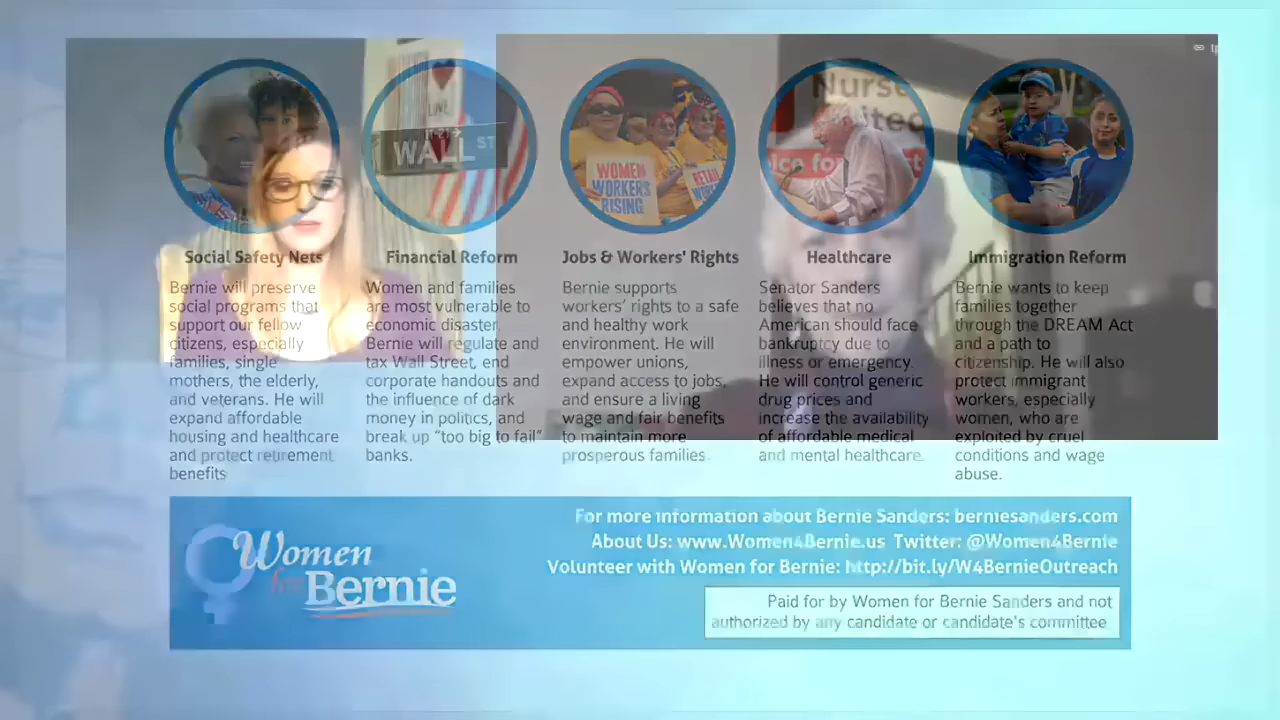 LIVE.
WALL ST
WOMEN
WORKERS
RISING
RETAIL
Nurse
ited
ice for
Social Safety Nets
Bernie will preserve
social programs that
support our fellow
citizens, especially
families, single
mothers, the elderly,
and veterans. He will
expand affordable
housing and healthcare
and protect retirement
benefits
Financial Reform
Women and families
are most vulnerable to
economic disaster.
Bernie will regulate and
tax Wall Street, end
corporate handouts and
the influence of dark
money in politics, and
break up "too big to fail"
banks.
Jobs & Workers' Rights
Bernie supports
workers' rights to a safe
and healthy work
environment. He will
empower unions,
expand access to jobs,
and ensure a living
wage and fair benefits
to maintain more
prosperous families.
Healthcare
Senator Sanders
believes that no
American should face
bankruptcy due to
illness or emergency.
He will control generic
drug prices and
increase the availability
of affordable medical
and mental healthcare.
Immigration Reform
Bernie wants to keep
families together
through the DREAM Act
and a path to
citizenship. He will also
protect immigrant
workers, especially
women, who are
exploited by cruel
conditions and wage
abuse.
Women
for
Bernie
For more information about Bernie Sanders: berniesanders.com
About Us: www.Women4Bernie.us Twitter: @Women4Bernie
Volunteer with Women for Bernie: http://bit.ly/W4BernieOutreach
Paid for by Women for Bernie Sanders and not
authorized by any candidate or candidate's committee